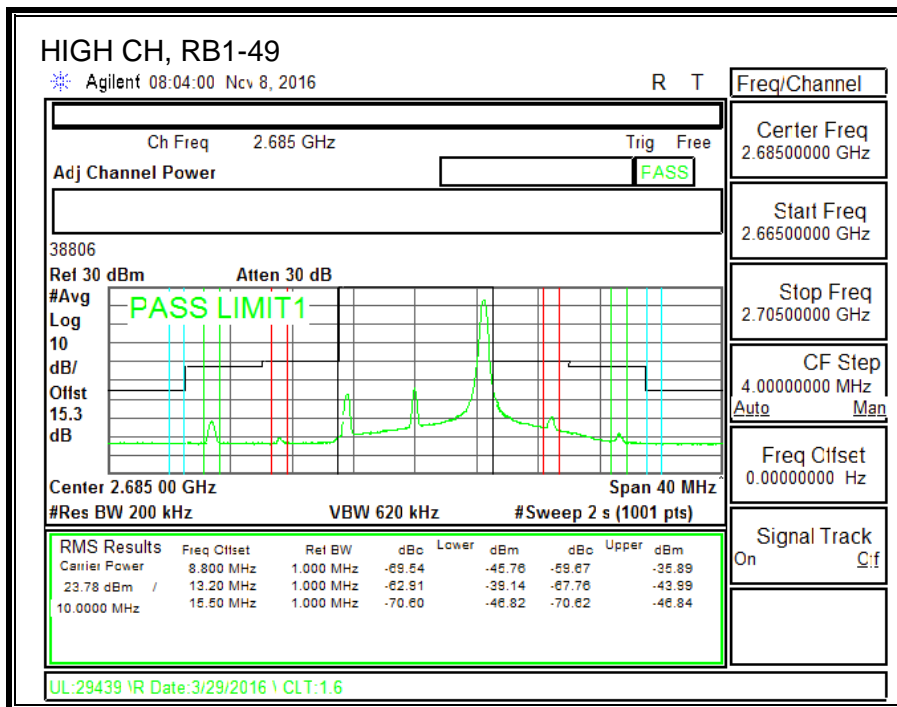 HIGH CH, RB1-49
Agilent 08:04:00 Nov 8, 2016 R T
Freq/Channel
Ch Freq 2.685 GHz Trig Free
Adj Channel Power PASS
Center Freq
2.68500000 GHz
Start Freq
2.66500000 GHz
38806
Ref 30 dBm Atten 30 dB
#Avg
Log
10
dB/
Offst
15.3
dB
PASS LIMIT1
Stop Freq
2.70500000 GHz
CF Step
4.00000000 MHz
Auto Man
Freq Offset
0.00000000 Hz
Center 2.685 00 GHz Span 40 MHz
#Res BW 200 kHz VBW 620 kHz #Sweep 2 s (1001 pts)
Signal Track
On Off
RMS Results Freq Offset Ref BW dBc Lower dBm dBc Upper dBm
Carrier Power 8.800 MHz 1.000 MHz -69.54 -45.76 -59.67 -35.89
23.78 dBm / 13.20 MHz 1.000 MHz -62.91 -39.14 -67.76 -43.99
10.0000 MHz 15.50 MHz 1.000 MHz -70.60 -46.82 -70.62 -46.84
UL:29439 \R Date:3/29/2016 \ CLT:1.6